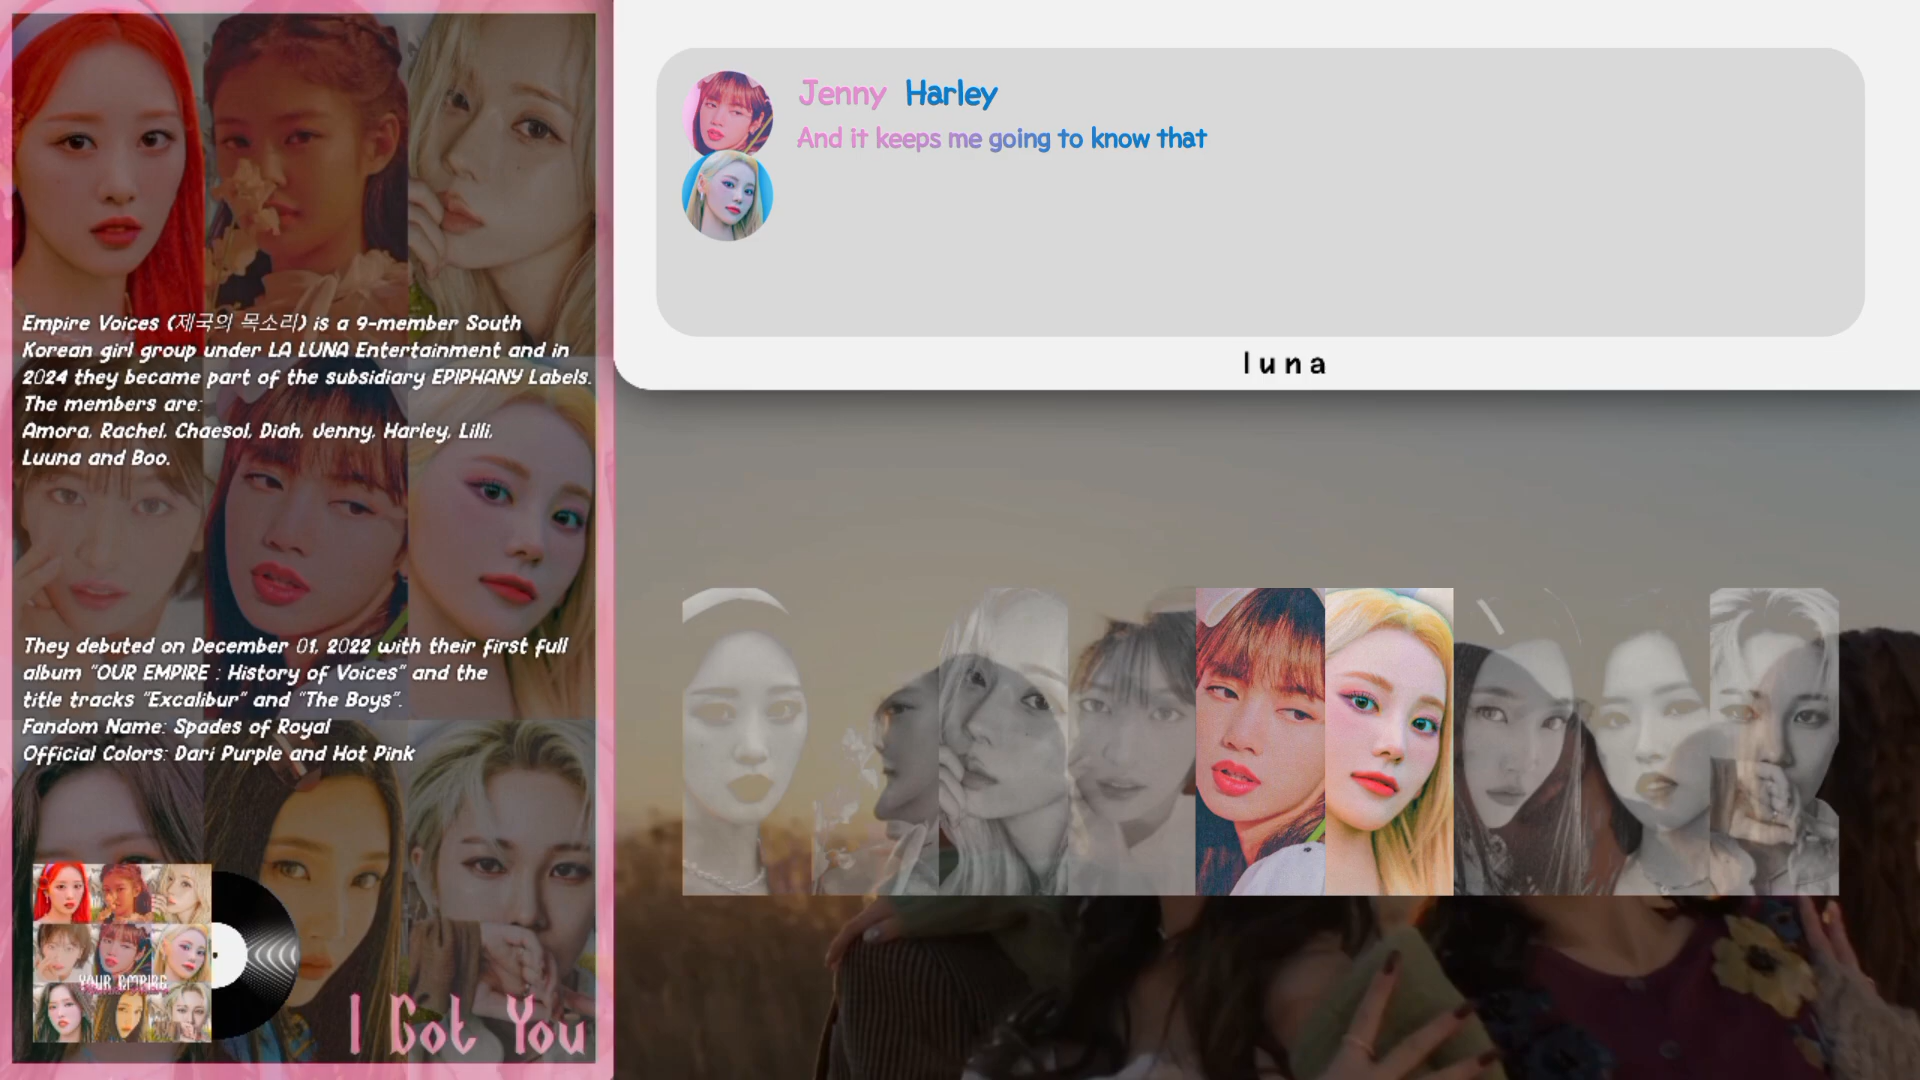 Empire Voices (제국의 목소리) is a 9-member South
Korean girl group under LA LUNA Entertainment and in
2024 they became part of the subsidiary EPIPHANY Labels.
The members are:
Amora, Rachel, Chaesol, Diah, Jenny, Harley, Lilli,
Luuna and Boo.
They debuted on December 01, 2022 with their first full
album "OUR EMPIRE : History of Voices" and the
title tracks "Excalibur" and "The Boys".
Fandom Name: Spades of Royal
Official Colors: Dari Purple and Hot Pink
YOUR EMPIRE
I Got You
Jenny Harley
And it keeps me going to know that
luna